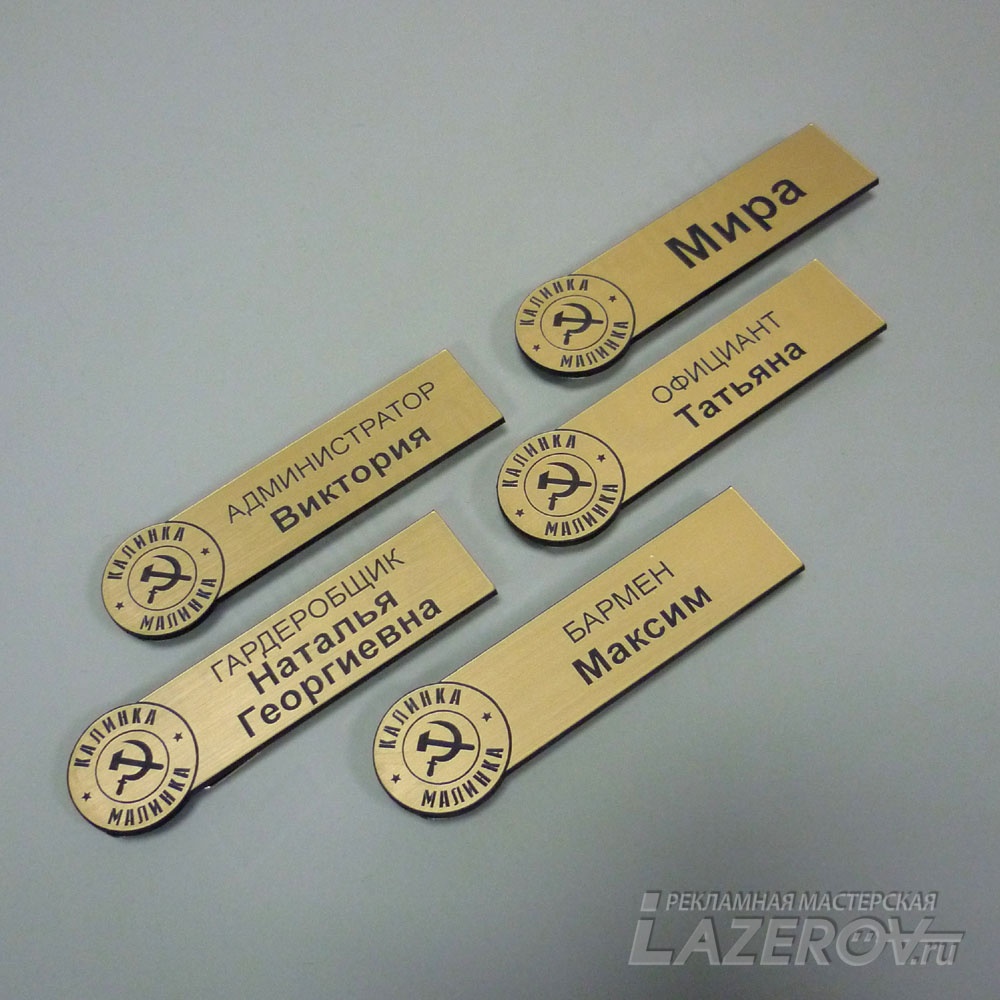 Мира
КАЛИНКА
МАЛИНКА
ОФИЦИАНТ
Татьяна
КАЛИНКА
МАЛИНКА
АДМИНИСТРАТОР
Виктория
КАЛИНКА
МАЛИНКА
ГАРДЕРОБЩИК
Наталья
Георгиевна
КАЛИНКА
МАЛИНКА
БАРМЕН
Максим
КАЛИНКА
МАЛИНКА
РЕКЛАМНАЯ МАСТЕРСКАЯ
LAZEROV.ru